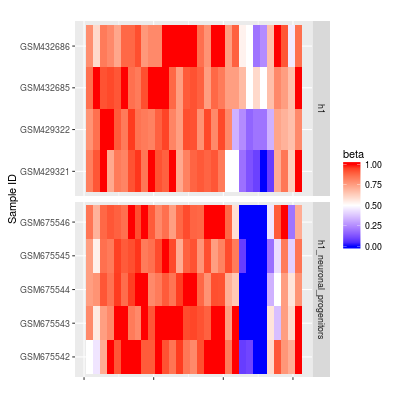 Sample ID
GSM432686
GSM432685
GSM429322
GSM429321
h1
GSM675546
GSM675545
GSM675544
GSM675543
GSM675542
h1_neuronal_progenitors
beta
1.00
0.75
0.50
0.25
0.00